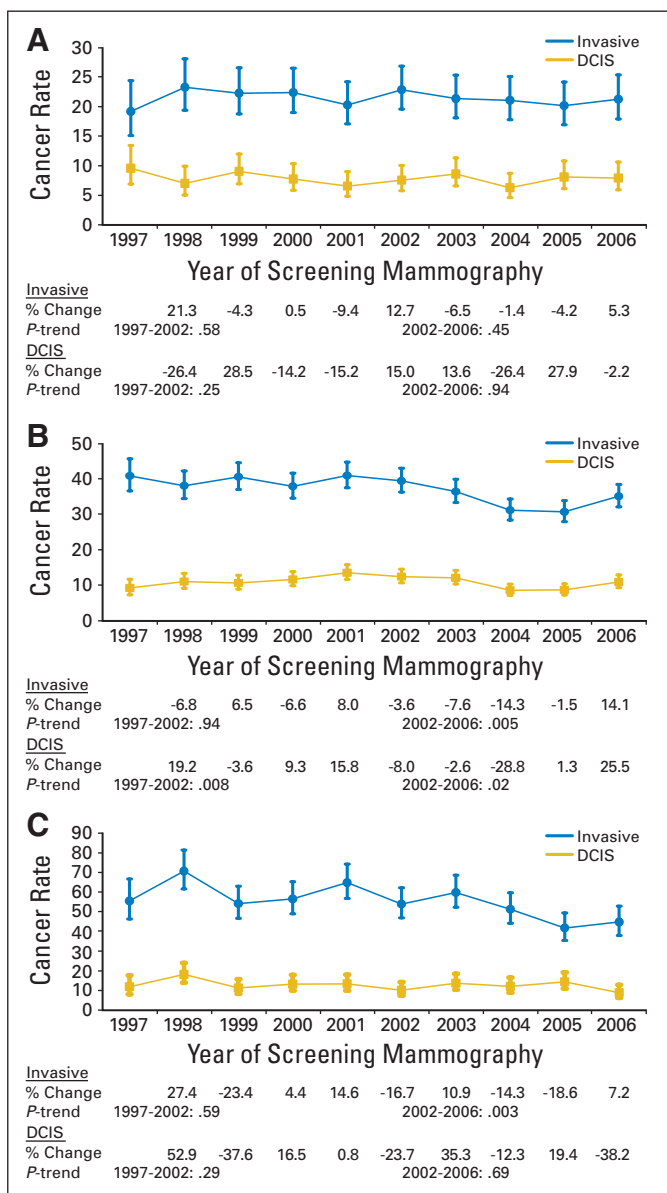 A
Invasive
DCIS
30
25
20
15
10
5
0
Cancer Rate
1997 1998 1999 2000 2001 2002 2003 2004 2005 2006
Year of Screening Mammography
Invasive
% Change 21.3 -4.3 0.5 -9.4 12.7 -6.5 -1.4 -4.2 5.3
P-trend 1997-2002: .58 2002-2006: .45
DCIS
% Change -26.4 28.5 -14.2 -15.2 15.0 13.6 -26.4 27.9 -2.2
P-trend 1997-2002: .25 2002-2006: .94
B
Invasive
DCIS
50
40
30
20
10
0
Cancer Rate
1997 1998 1999 2000 2001 2002 2003 2004 2005 2006
Year of Screening Mammography
Invasive
% Change -6.8 6.5 -6.6 8.0 -3.6 -7.6 -14.3 -1.5 14.1
P-trend 1997-2002: .94 2002-2006: .005
DCIS
% Change 19.2 -3.6 9.3 15.8 -8.0 -2.6 -28.8 1.3 25.5
P-trend 1997-2002: .008 2002-2006: .02
C
Invasive
DCIS
90
80
70
60
50
40
30
20
10
0
Cancer Rate
1997 1998 1999 2000 2001 2002 2003 2004 2005 2006
Year of Screening Mammography
Invasive
% Change 27.4 -23.4 4.4 14.6 -16.7 10.9 -14.3 -18.6 7.2
P-trend 1997-2002: .59 2002-2006: .003
DCIS
% Change 52.9 -37.6 16.5 0.8 -23.7 35.3 -12.3 19.4 -38.2
P-trend 1997-2002: .29 2002-2006: .69